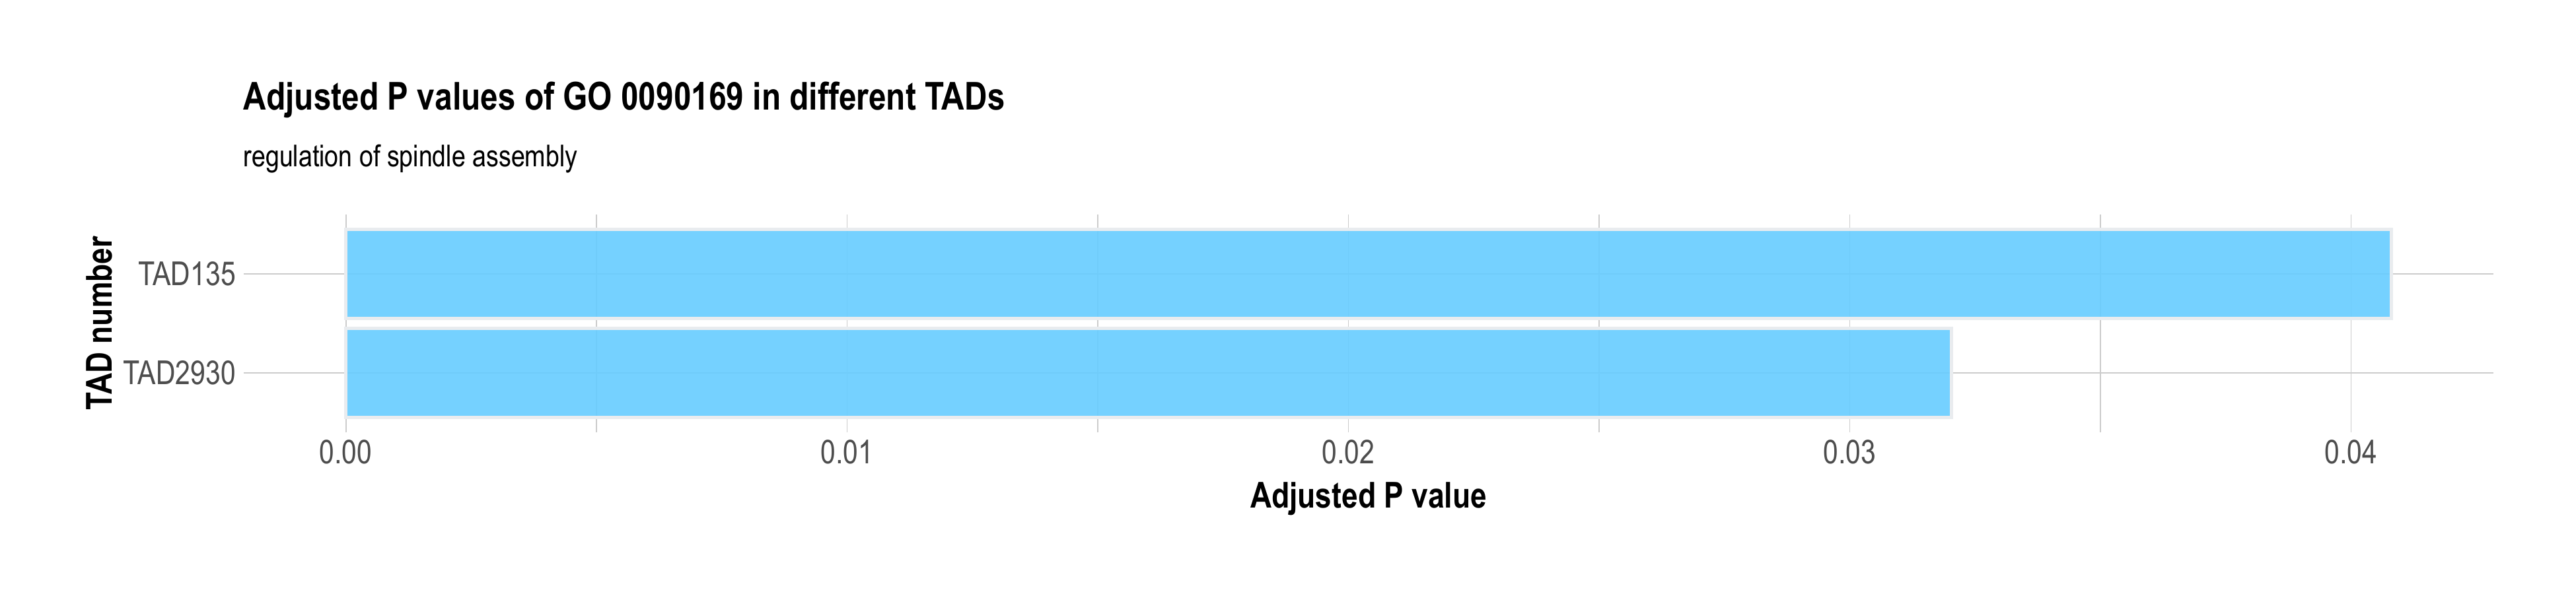 Adjusted P values of GO 0090169 in different TADs
regulation of spindle assembly
TAD number
TAD135
TAD2930
0.00 0.01 0.02 0.03 0.04
Adjusted P value